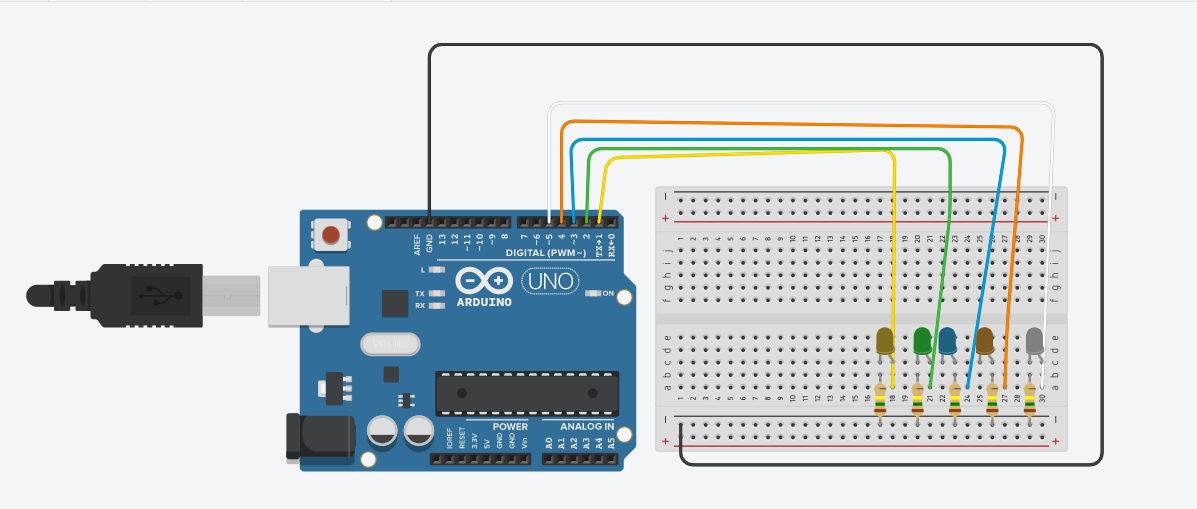 AREF
GND
13
12
~11
~10
~9
8
7
~6
~5
4
~3
2
TX→1
RX←0
DIGITAL (PWM~)
L
TX
RX
ARDUINO
UNO
ON
POWER
ANALOG IN
IOREF
RESET
3.3V
5V
GND
GND
Vin
A0
A1
A2
A3
A4
A5
− −
+ +
1 2 3 4 5 6 7 8 9 10 11 12 13 14 15 16 17 18 19 20 21 22 23 24 25 26 27 28 29 30
j j
i i
h h
g g
f f
e e
d d
c c
b b
a a
1 2 3 4 5 6 7 8 9 10 11 12 13 14 15 16 18 19 21 22 24 25 27 28 30
− −
+ +